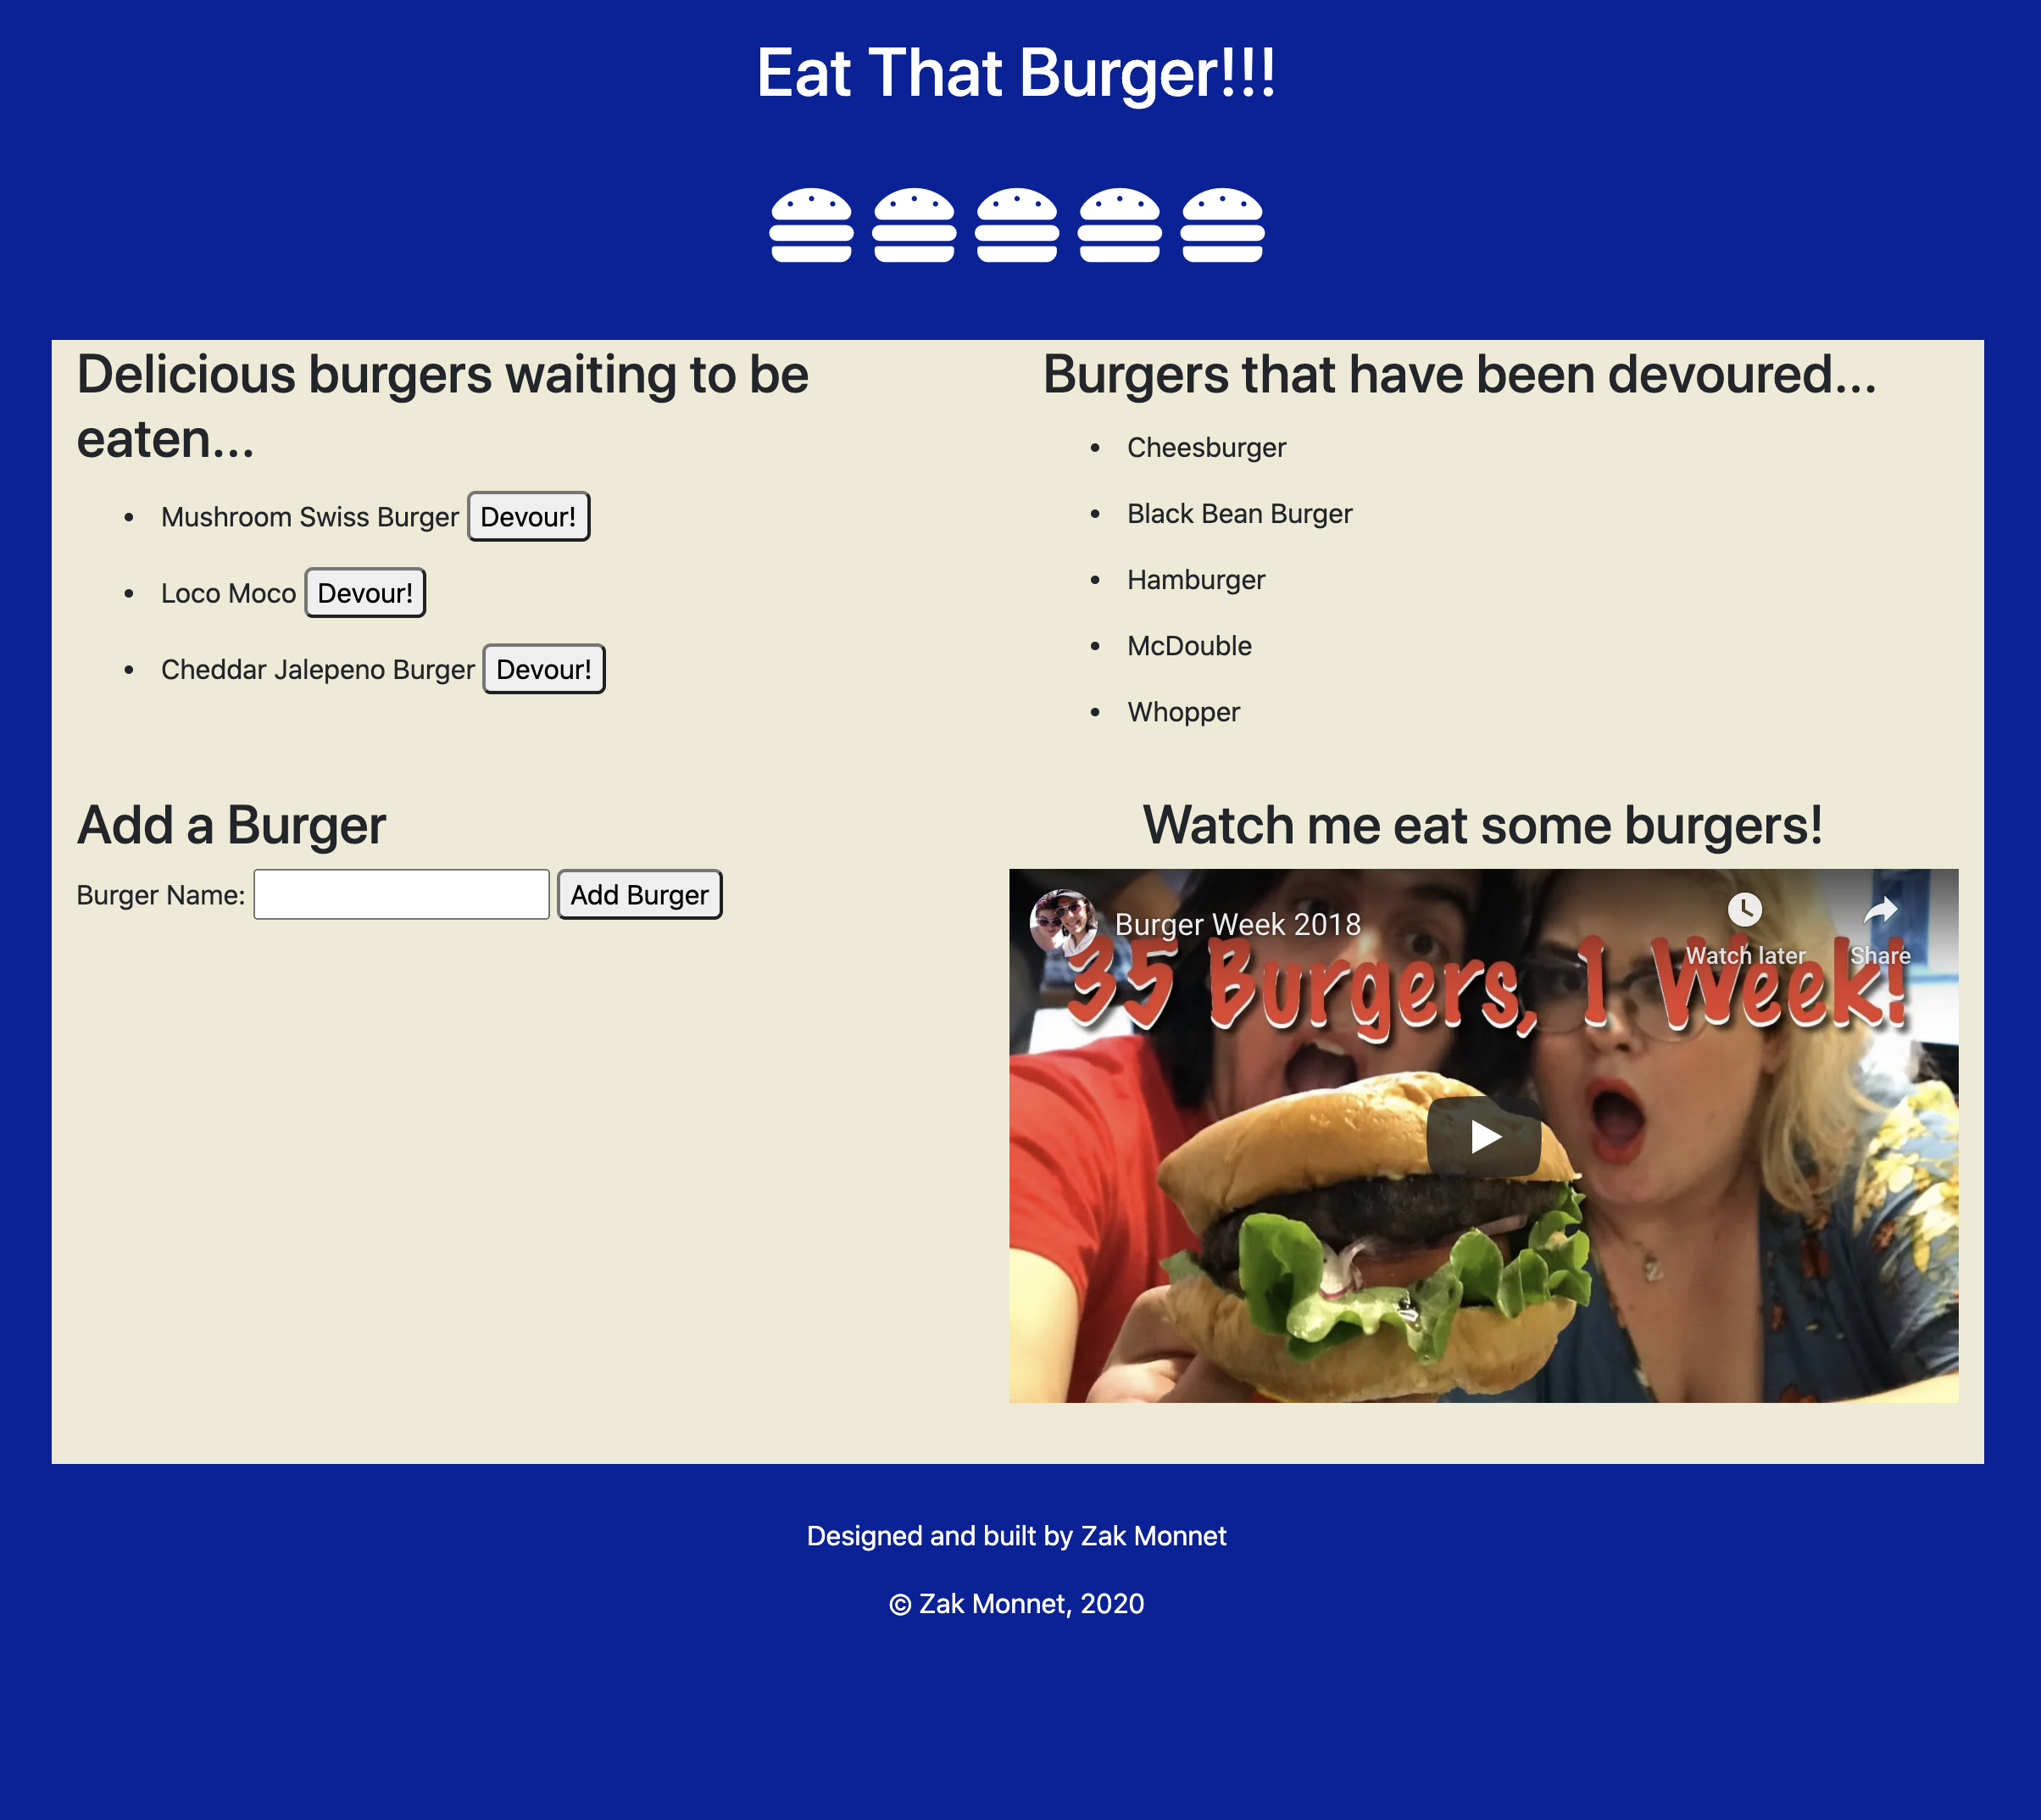 Eat That Burger!!!
Delicious burgers waiting to be
eaten...
Mushroom Swiss Burger Devour!
Loco Moco Devour!
Cheddar Jalepeno Burger Devour!
Burgers that have been devoured...
Cheesburger
Black Bean Burger
Hamburger
McDouble
Whopper
Add a Burger
Burger Name: Add Burger
Watch me eat some burgers!
Burger Week 2018
Watch later Share
35 Burgers, 1 Week!
Designed and built by Zak Monnet
© Zak Monnet, 2020